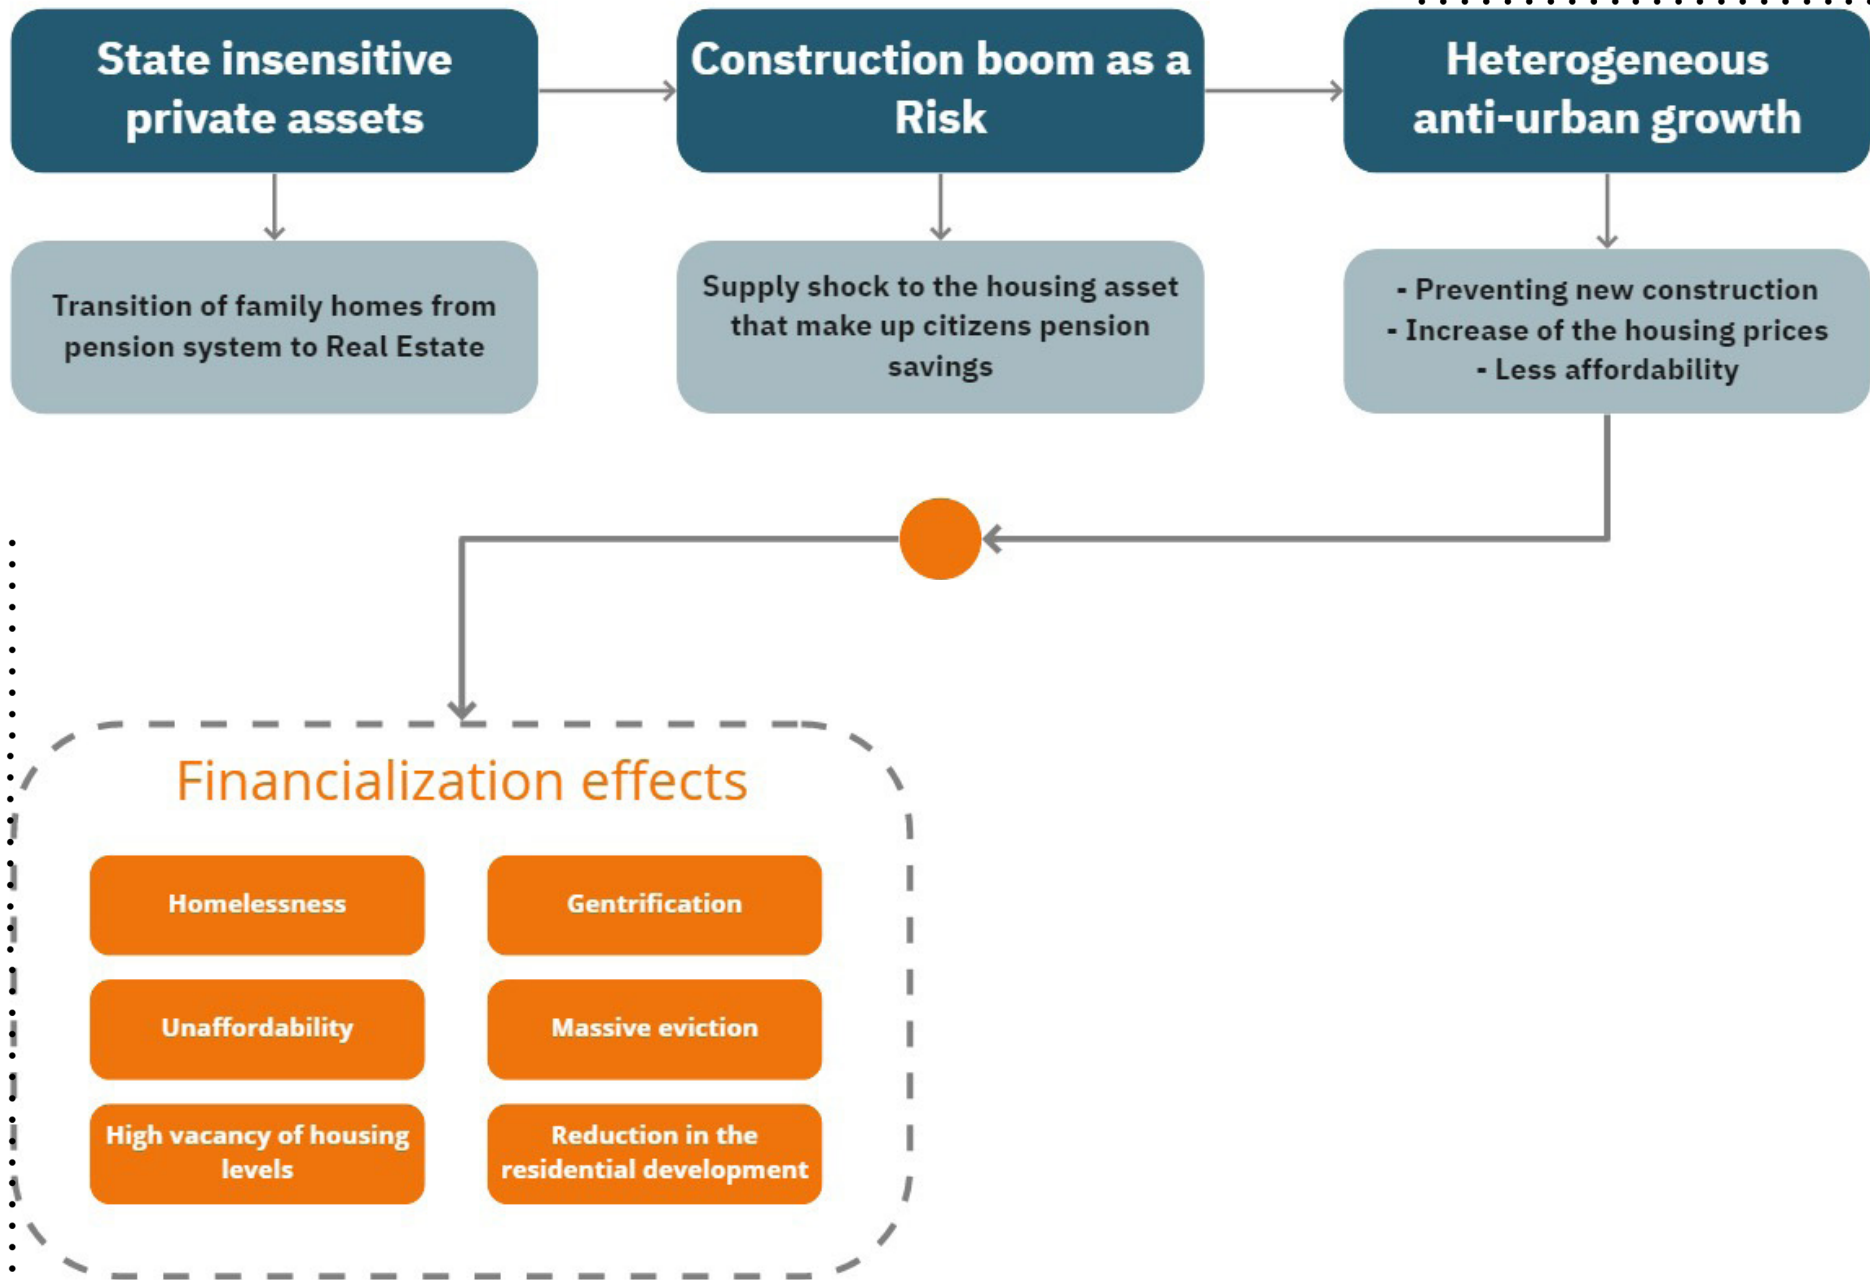 State insensitive
private assets
Construction boom as a
Risk
Heterogeneous
anti-urban growth
Transition of family homes from
pension system to Real Estate
Supply shock to the housing asset
that make up citizens pension
savings
- Preventing new construction
- Increase of the housing prices
- Less affordability
Financialization effects
Homelessness
Gentrification
Unaffordability
Massive eviction
High vacancy of housing
levels
Reduction in the
residential development